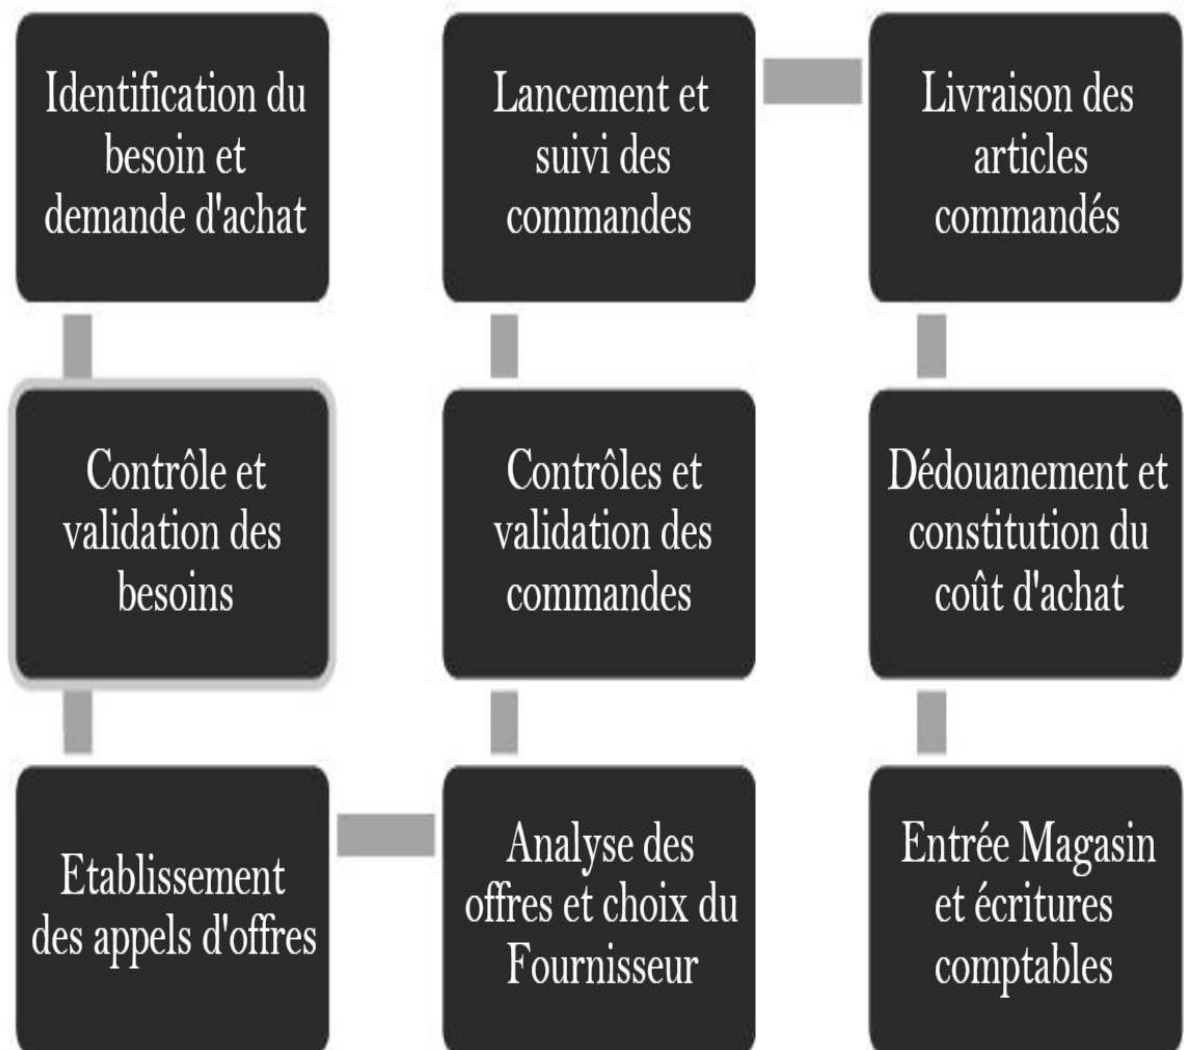 Identification du
besoin et
demande d'achat
Contrôle et
validation des
besoins
Etablissement
des appels d'offres
Analyse des
offres et choix du
Fournisseur
Contrôles et
validation des
commandes
Lancement et
suivi des
commandes
Livraison des
articles
commandés
Dédouanement et
constitution du
coût d'achat
Entrée Magasin
et écritures
comptables